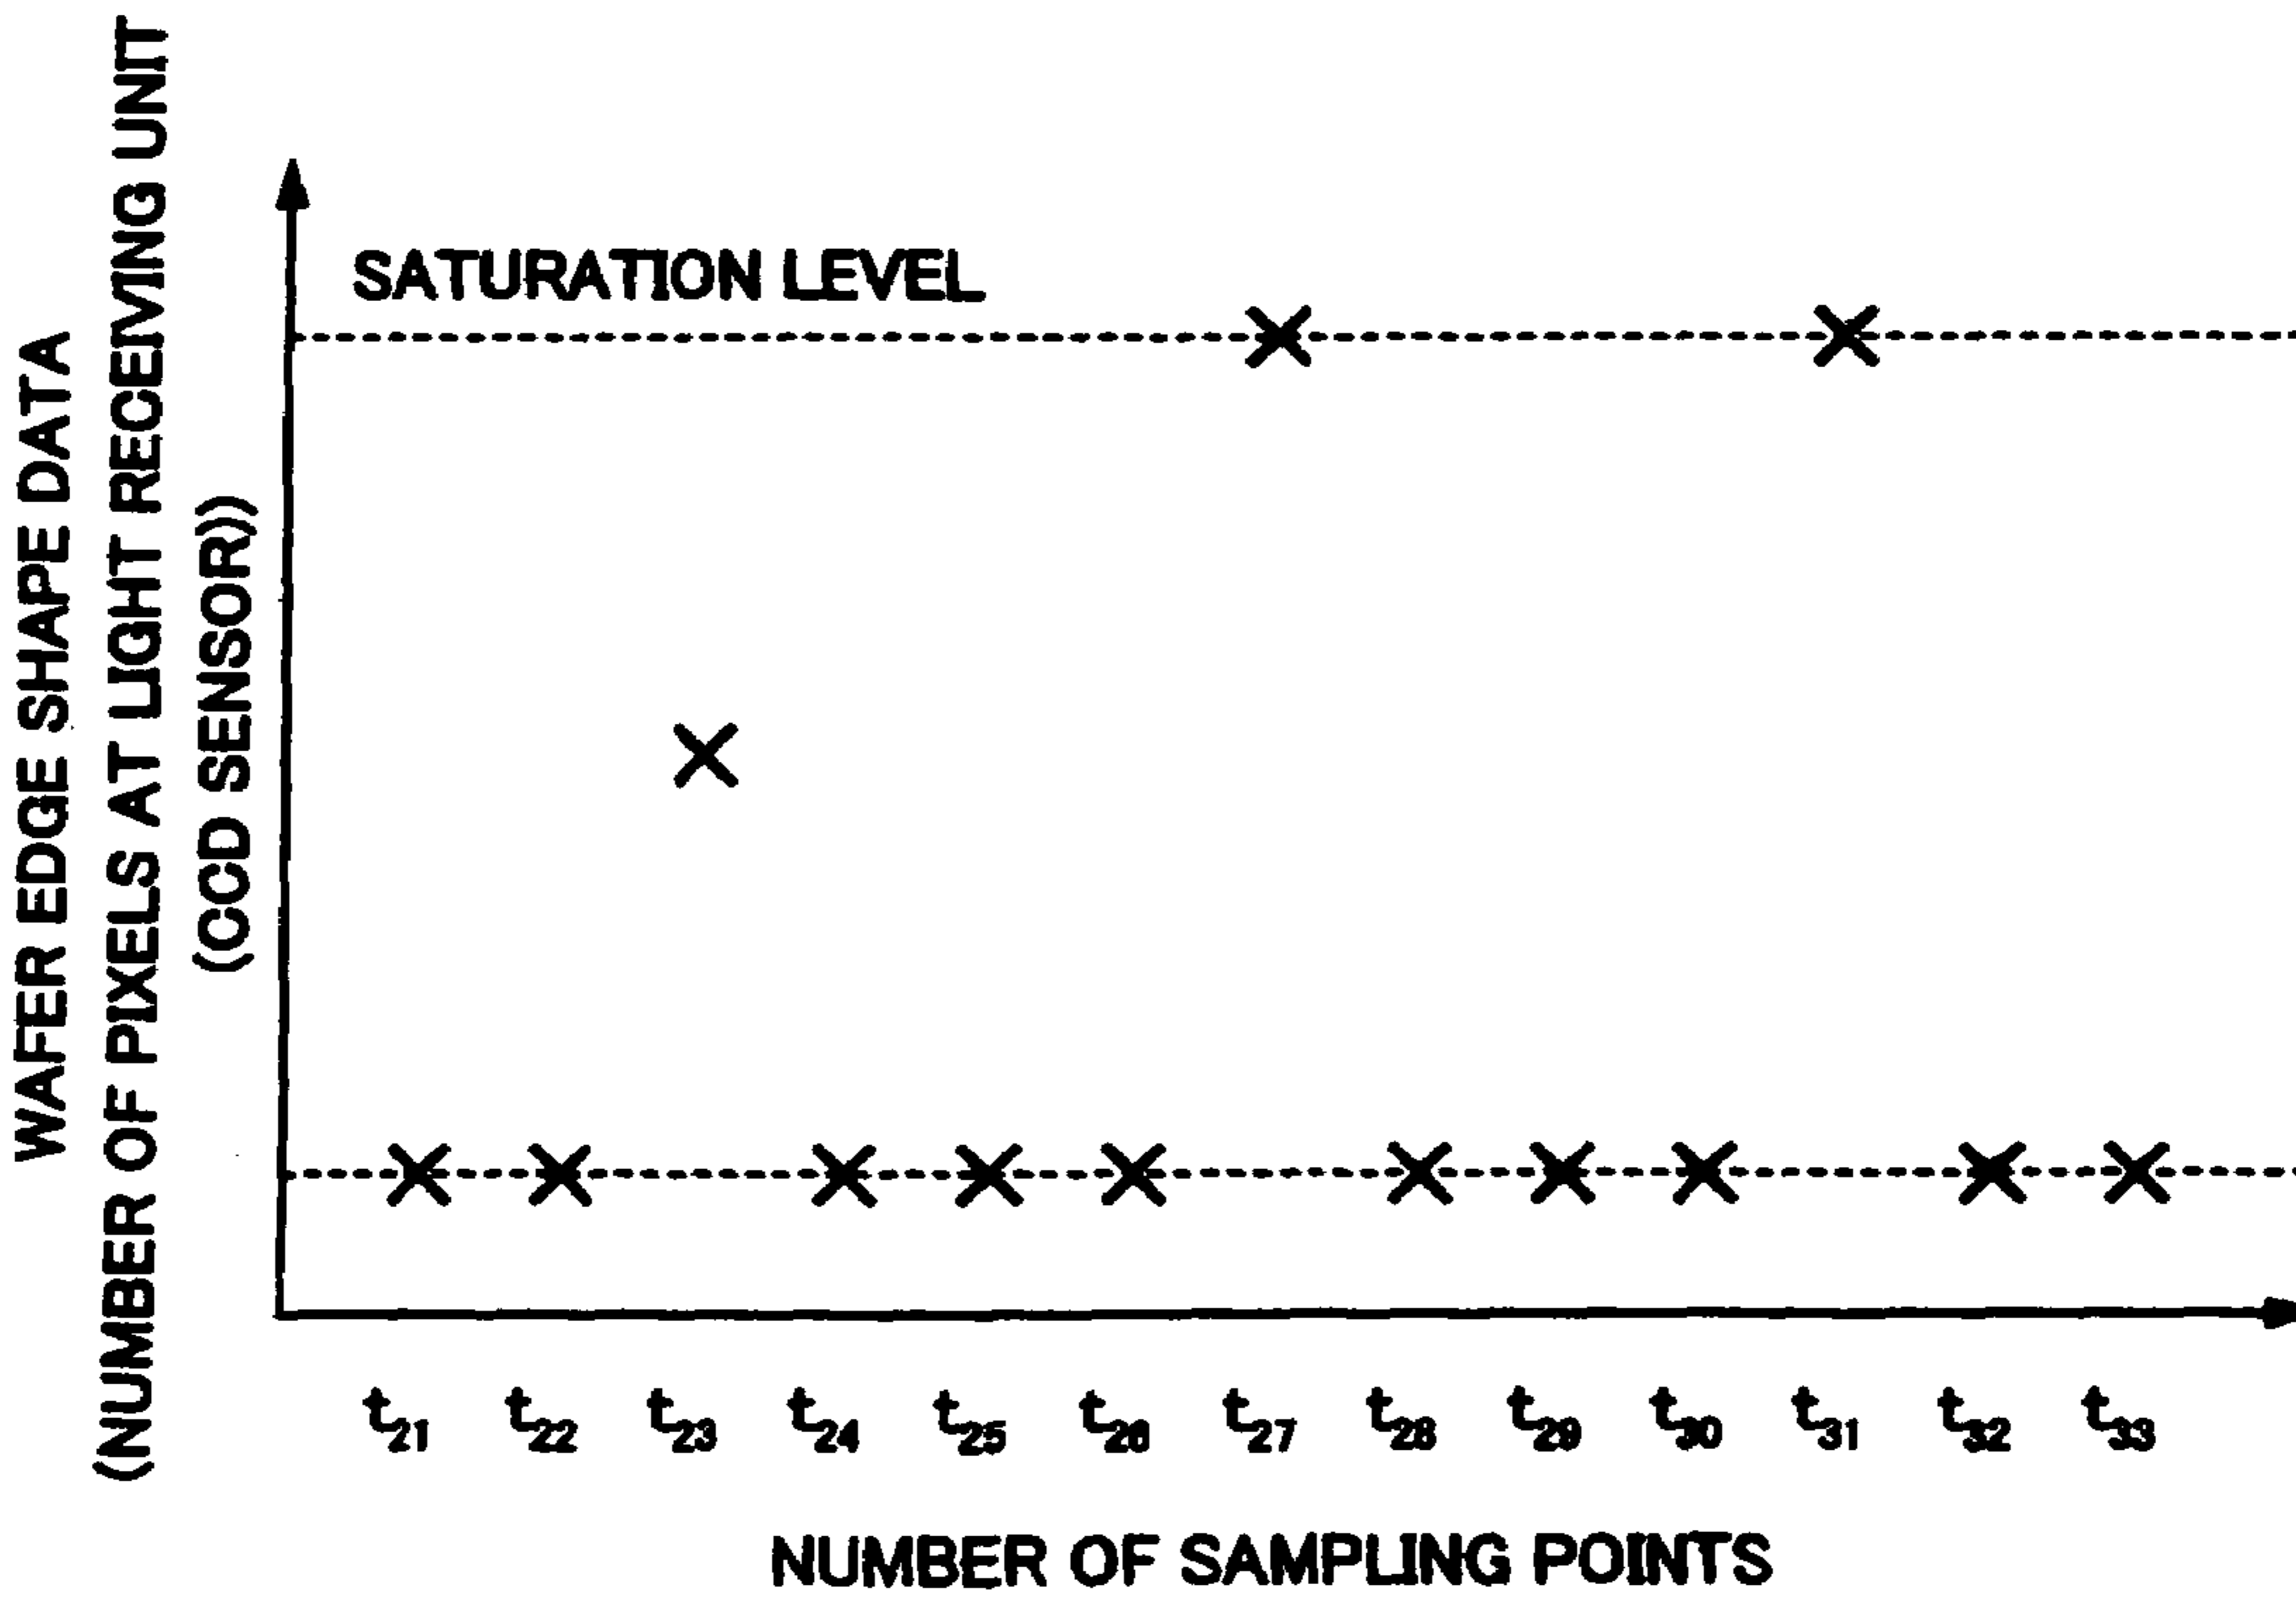 WAFER EDGE SHAPE DATA
(NUMBER OF PIXELS AT LIGHT RECEIVING UNIT
(CCD SENSOR))
SATURATION LEVEL
t21 t22 t23 t24 t25 t26 t27 t28 t29 t30 t31 t32 t33
NUMBER OF SAMPLING POINTS